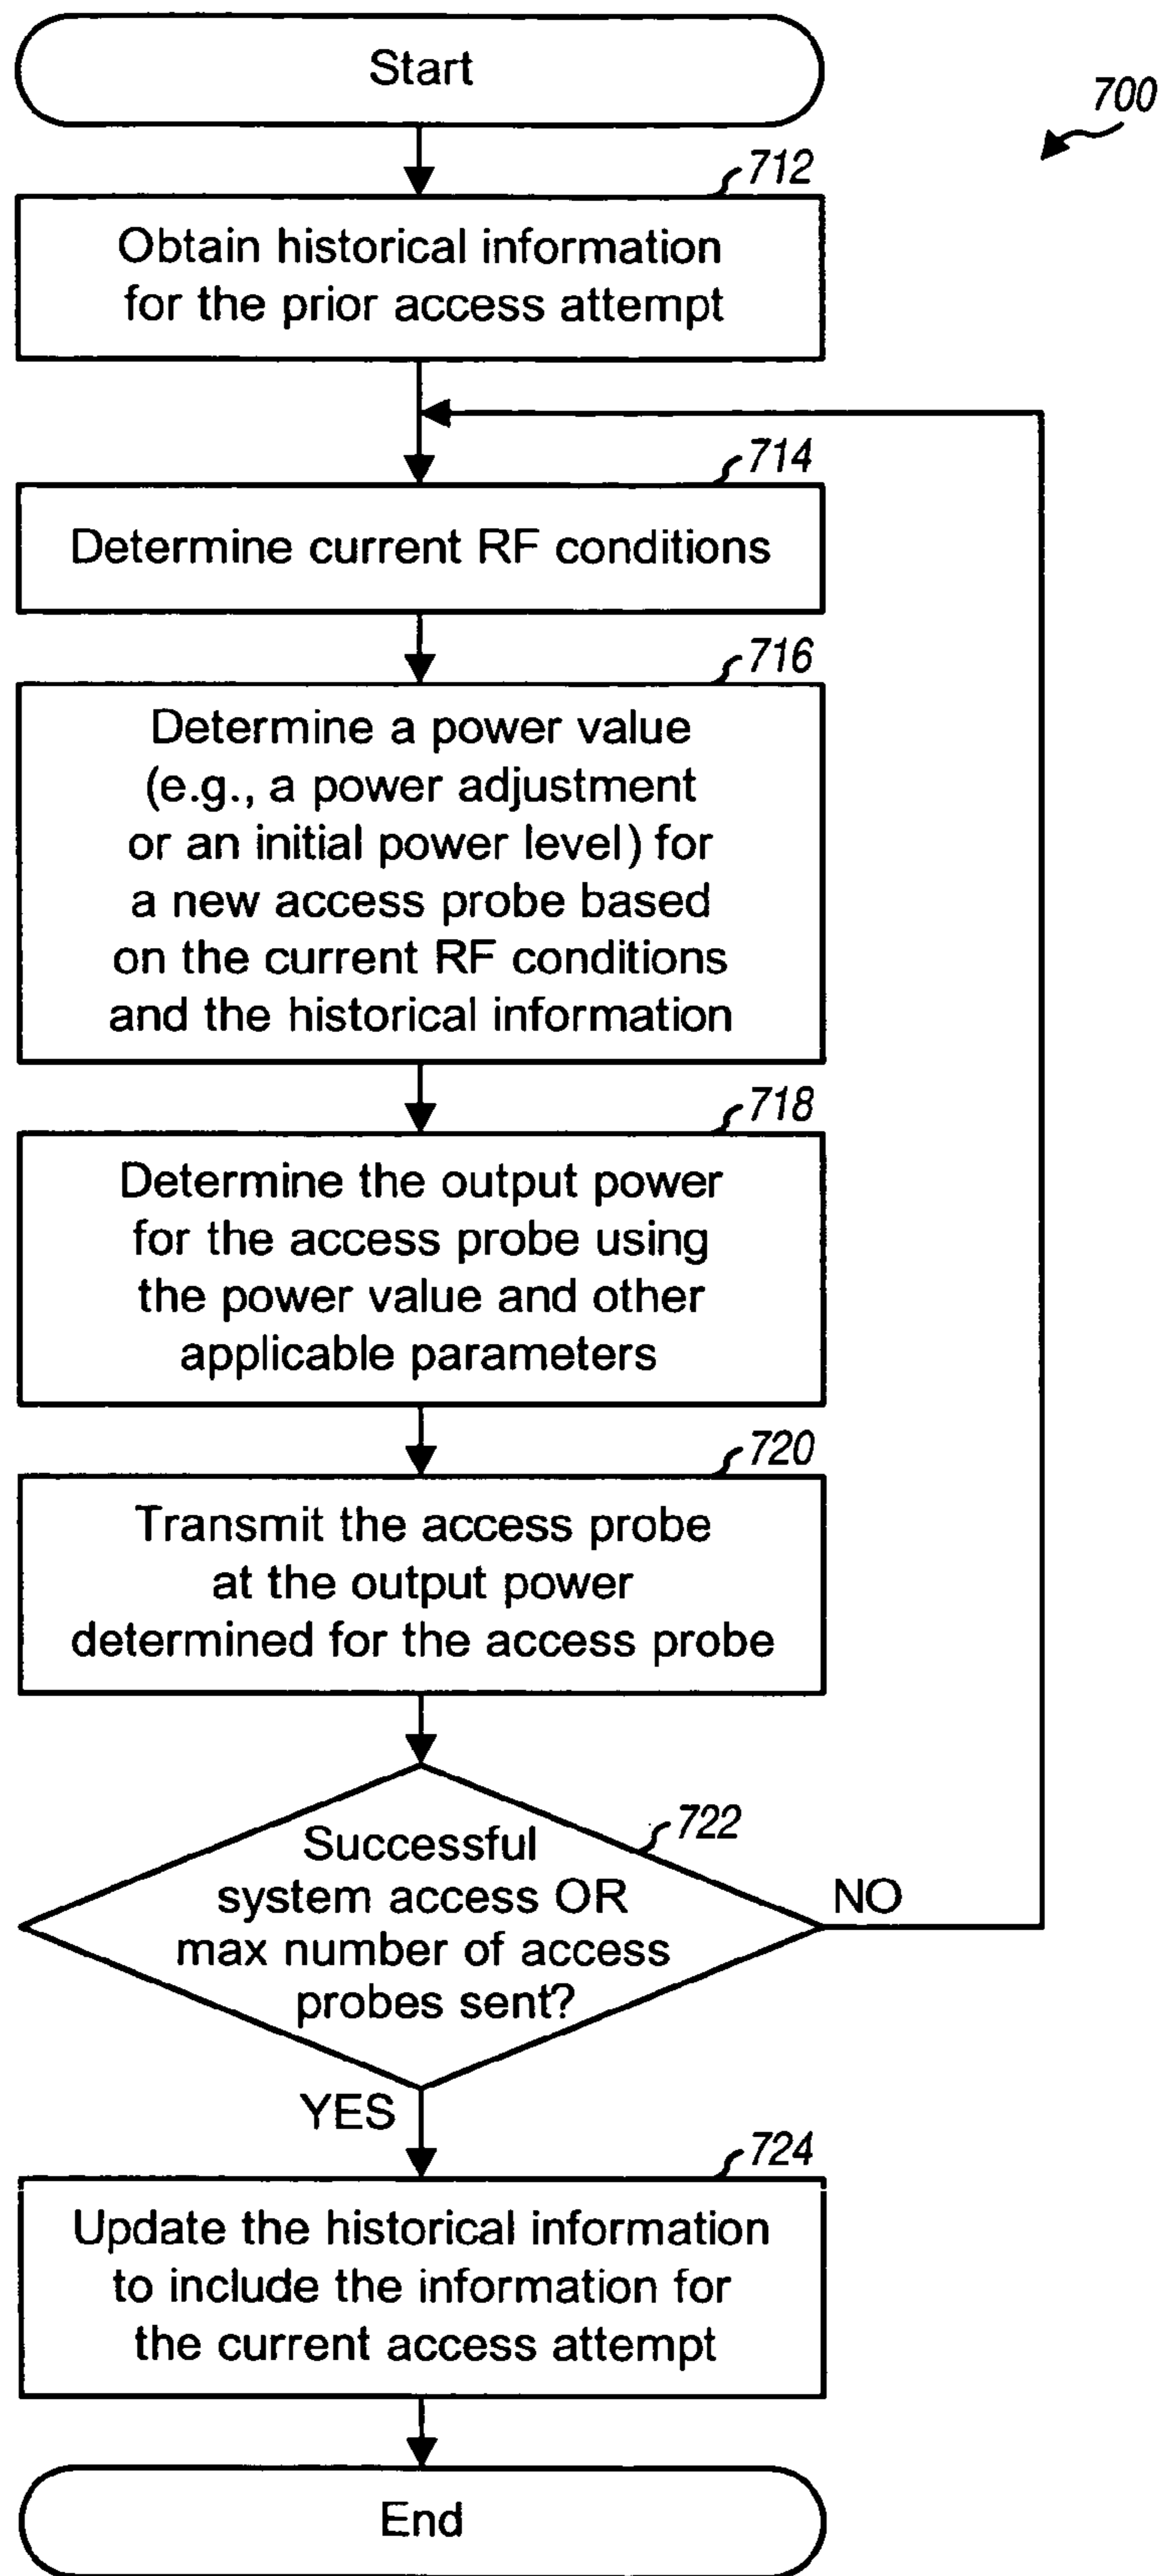 Start
700
712
Obtain historical information
for the prior access attempt
714
Determine current RF conditions
716
Determine a power value
(e.g., a power adjustment
or an initial power level) for
a new access probe based
on the current RF conditions
and the historical information
718
Determine the output power
for the access probe using
the power value and other
applicable parameters
720
Transmit the access probe
at the output power
determined for the access probe
722
Successful
system access OR
max number of access
probes sent?
NO
YES
724
Update the historical information
to include the information for
the current access attempt
End